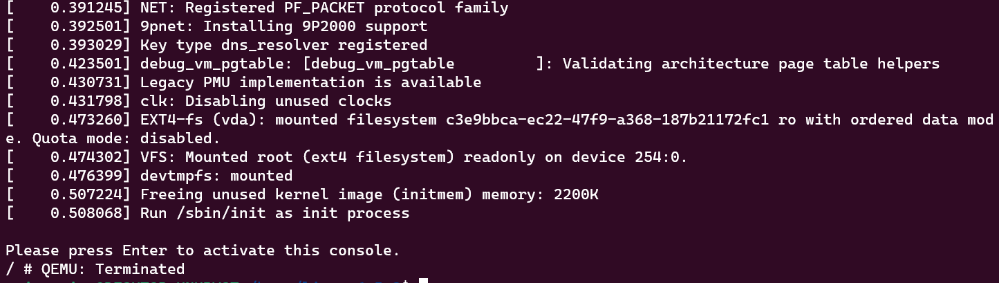 [    0.391245] NET: Registered PF_PACKET protocol family
[    0.392501] 9pnet: Installing 9P2000 support
[    0.393029] Key type dns_resolver registered
[    0.423501] debug_vm_pgtable: [debug_vm_pgtable         ]: Validating architecture page table helpers
[    0.430731] Legacy PMU implementation is available
[    0.431798] clk: Disabling unused clocks
[    0.473260] EXT4-fs (vda): mounted filesystem c3e9bbca-ec22-47f9-a368-187b21172fc1 ro with ordered data mod
e. Quota mode: disabled.
[    0.474302] VFS: Mounted root (ext4 filesystem) readonly on device 254:0.
[    0.476399] devtmpfs: mounted
[    0.507224] Freeing unused kernel image (initmem) memory: 2200K
[    0.508068] Run /sbin/init as init process
Please press Enter to activate this console.
/ # QEMU: Terminated